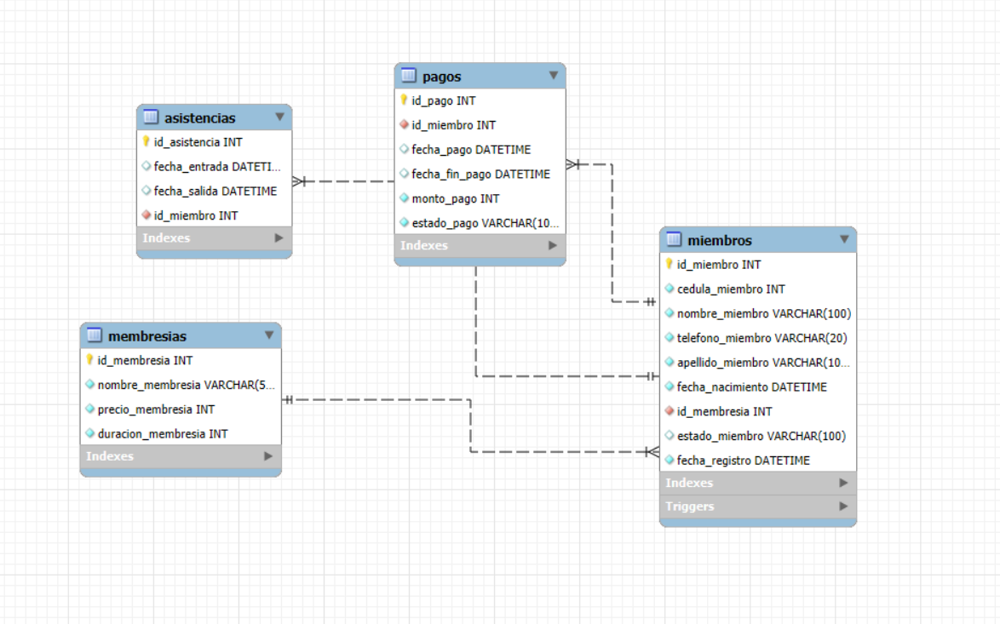 pagos
id_pago INT
id_miembro INT
fecha_pago DATETIME
fecha_fin_pago DATETIME
monto_pago INT
estado_pago VARCHAR(10...
Indexes
asistencias
id_asistencia INT
fecha_entrada DATETI...
fecha_salida DATETIME
id_miembro INT
Indexes
miembros
id_miembro INT
cedula_miembro INT
nombre_miembro VARCHAR(100)
telefono_miembro VARCHAR(20)
apellido_miembro VARCHAR(10...
fecha_nacimiento DATETIME
id_membresia INT
estado_miembro VARCHAR(100)
fecha_registro DATETIME
Indexes
Triggers
membresias
id_membresia INT
nombre_membresia VARCHAR(5...
precio_membresia INT
duracion_membresia INT
Indexes